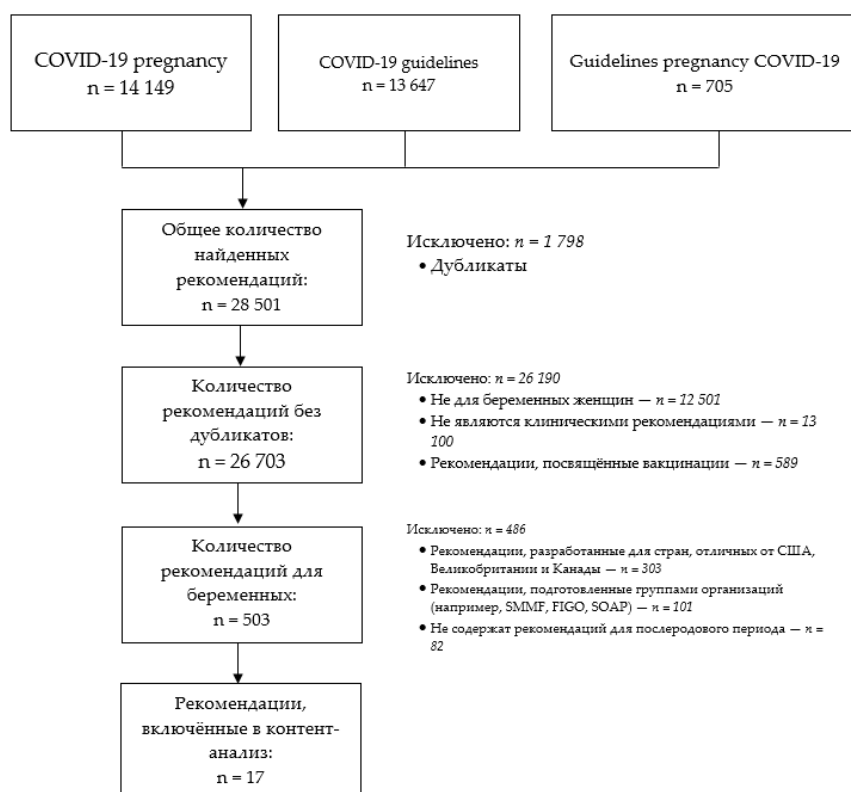 COVID-19 pregnancy
n = 14 149
COVID-19 guidelines
n = 13 647
Guidelines pregnancy COVID-19
n = 705
Общее количество
найденных
рекомендаций:
n = 28 501
Исключено: n = 1 798
• Дубликаты
Количество
рекомендаций без
дубликатов:
n = 26 703
Исключено: n = 26 190
• Не для беременных женщин — n = 12 501
• Не являются клиническими рекомендациями — n = 13
100
• Рекомендации, посвящённые вакцинации — n = 589
Количество
рекомендаций для
беременных:
n = 503
Исключено: n = 486
• Рекомендации, разработанные для стран, отличных от США,
Великобритании и Канады — n = 303
• Рекомендации, подготовленные группами организаций
(например, SMMF, FIGO, SOAP) — n = 101
• Не содержат рекомендаций для послеродового периода — n =
82
Рекомендации,
включённые в контент-
анализ:
n = 17